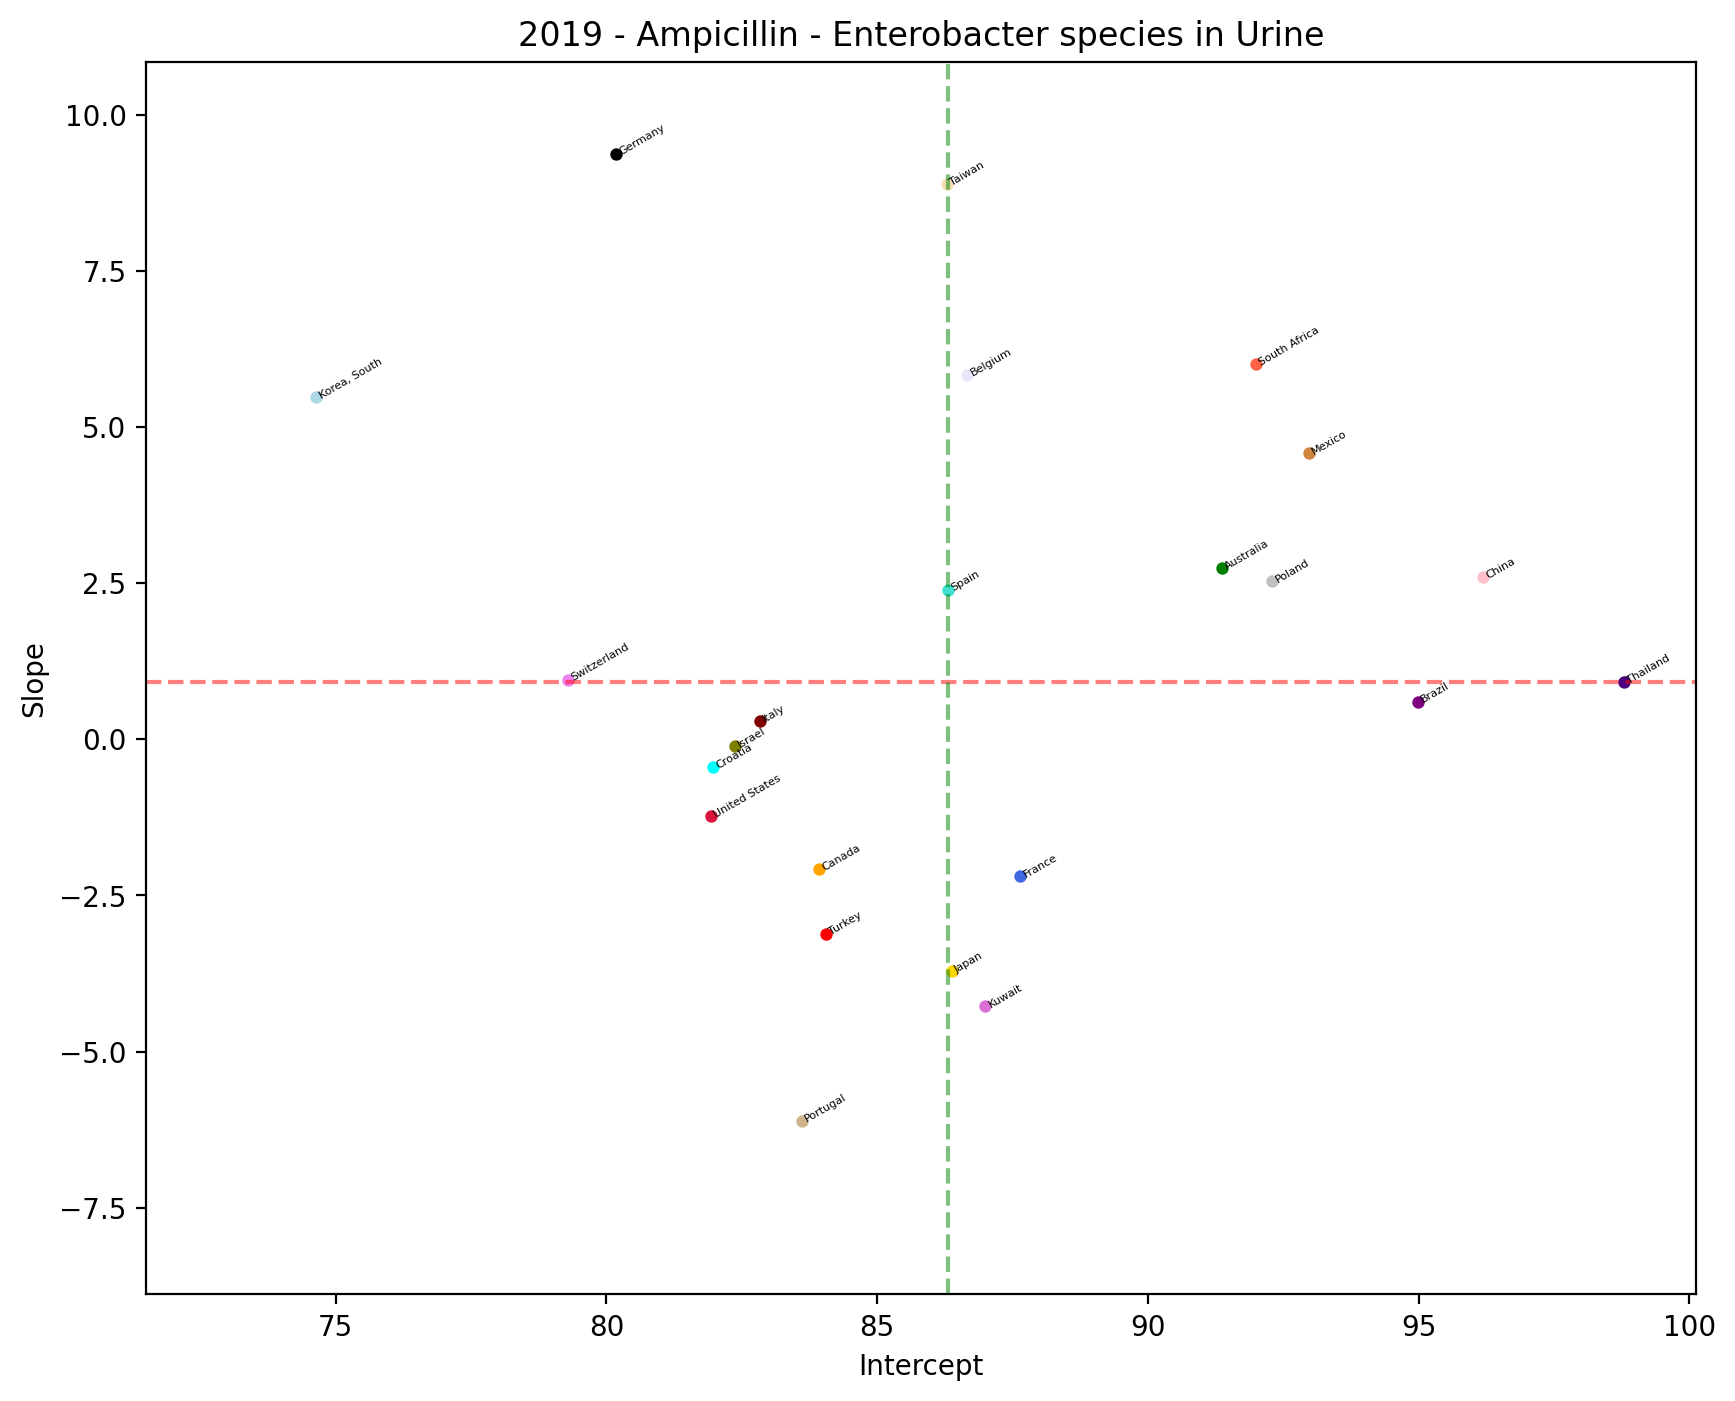 2019 - Ampicillin - Enterobacter species in Urine
10.0
7.5
5.0
2.5
0.0
−2.5
−5.0
−7.5
Slope
Germany
Taiwan
South Africa
Belgium
Korea, South
Mexico
Australia
Poland
China
Spain
Switzerland
Thailand
Brazil
Italy
Israel
Croatia
United States
Canada
France
Turkey
Japan
Kuwait
Portugal
75
80
85
90
95
100
Intercept